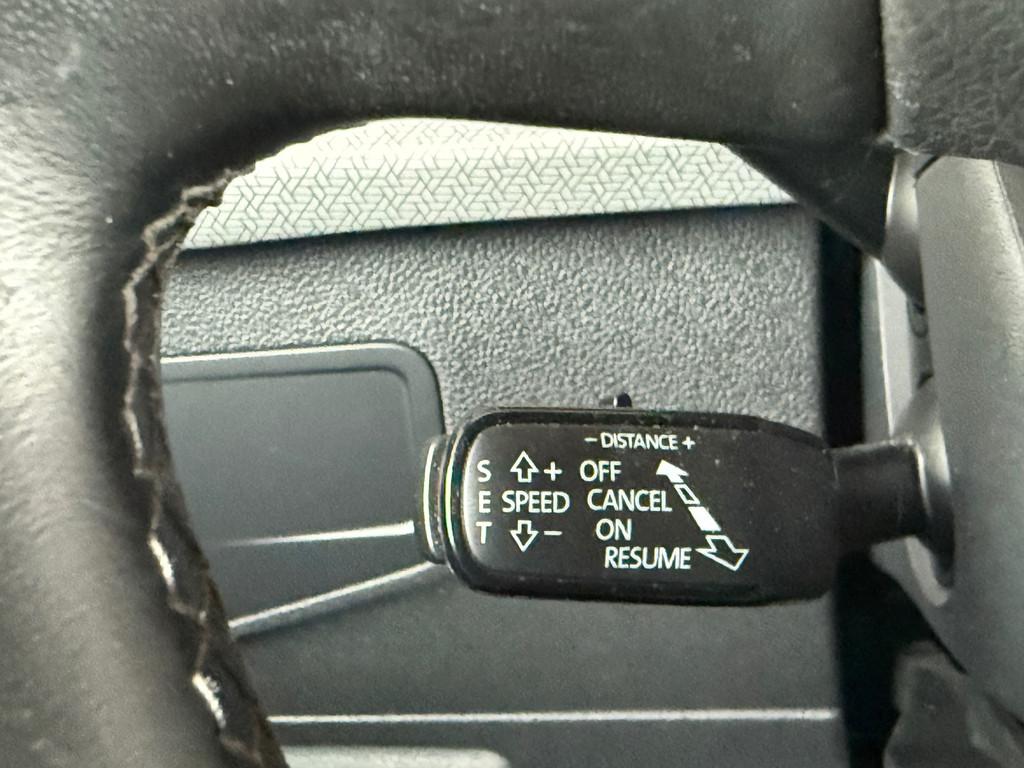 − DISTANCE +
S + OFF
E SPEED CANCEL
T − ON
RESUME